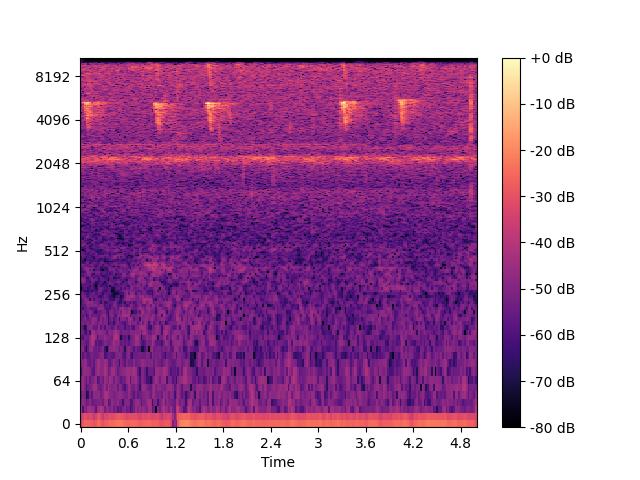 8192
4096
2048
1024
512
256
128
64
0
Hz
0 0.6 1.2 1.8 2.4 3 3.6 4.2 4.8
Time
+0 dB
-10 dB
-20 dB
-30 dB
-40 dB
-50 dB
-60 dB
-70 dB
-80 dB